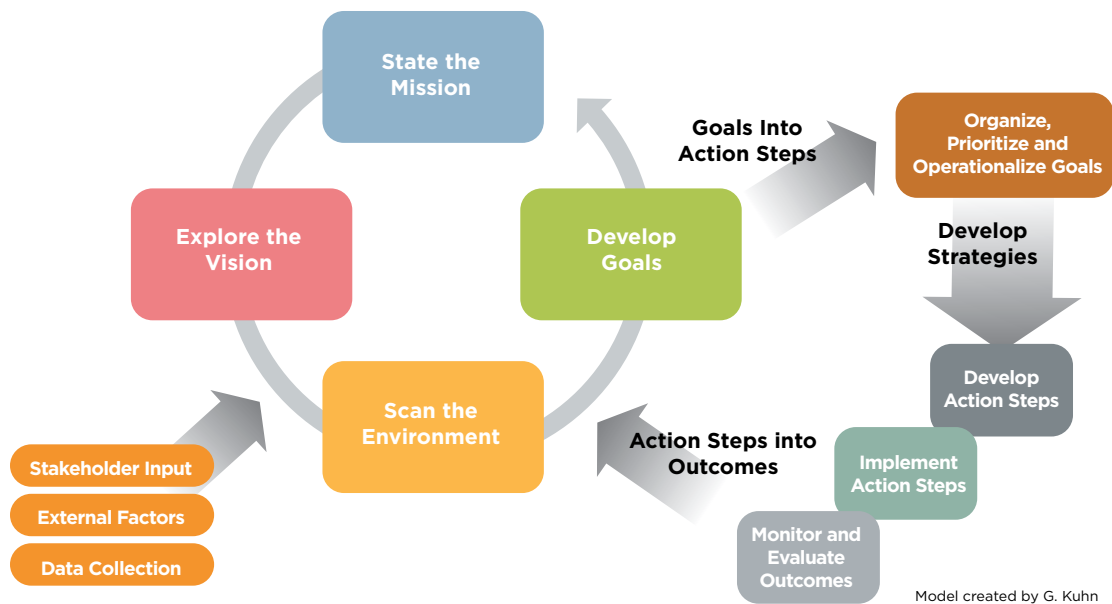 State the
Mission
Explore the
Vision
Scan the
Environment
Develop
Goals
Stakeholder Input
External Factors
Data Collection
Goals Into
Action Steps
Organize,
Prioritize and
Operationalize Goals
Develop
Strategies
Develop
Action Steps
Implement
Action Steps
Monitor and
Evaluate
Outcomes
Action Steps into
Outcomes
Model created by G. Kuhn